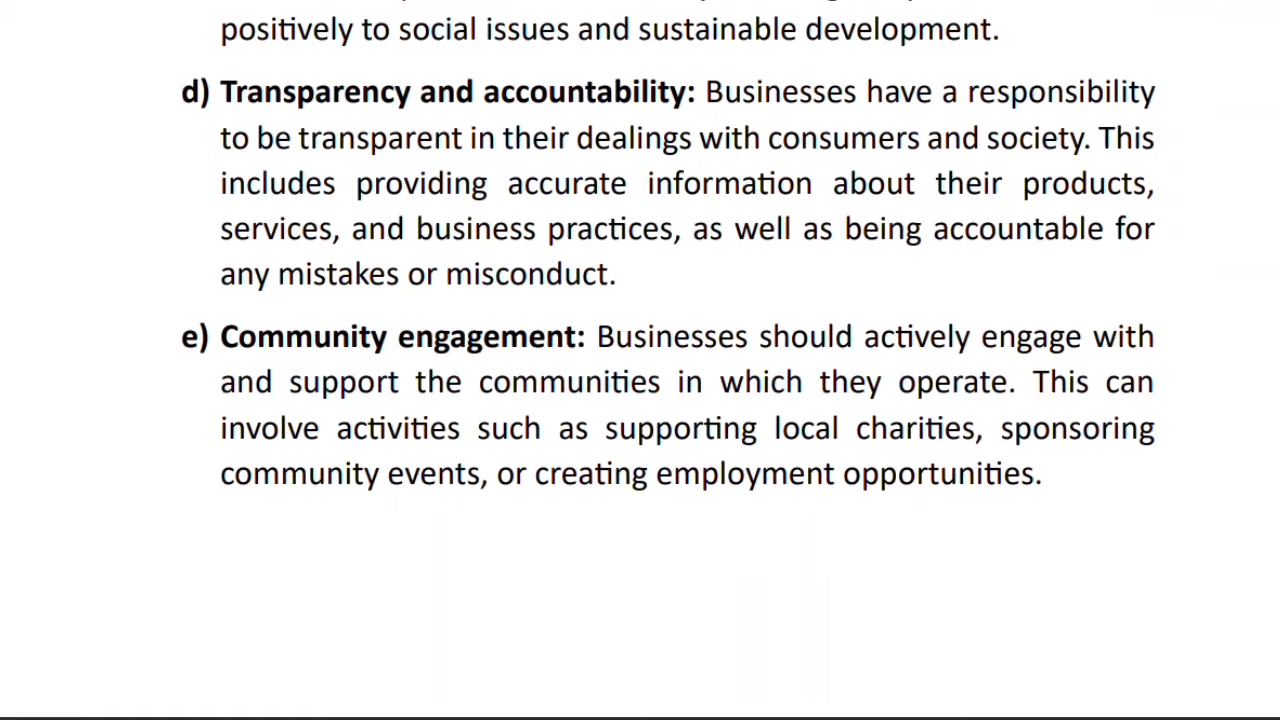 positively to social issues and sustainable development.
d) Transparency and accountability: Businesses have a responsibility
to be transparent in their dealings with consumers and society. This
includes providing accurate information about their products,
services, and business practices, as well as being accountable for
any mistakes or misconduct.
e) Community engagement: Businesses should actively engage with
and support the communities in which they operate. This can
involve activities such as supporting local charities, sponsoring
community events, or creating employment opportunities.